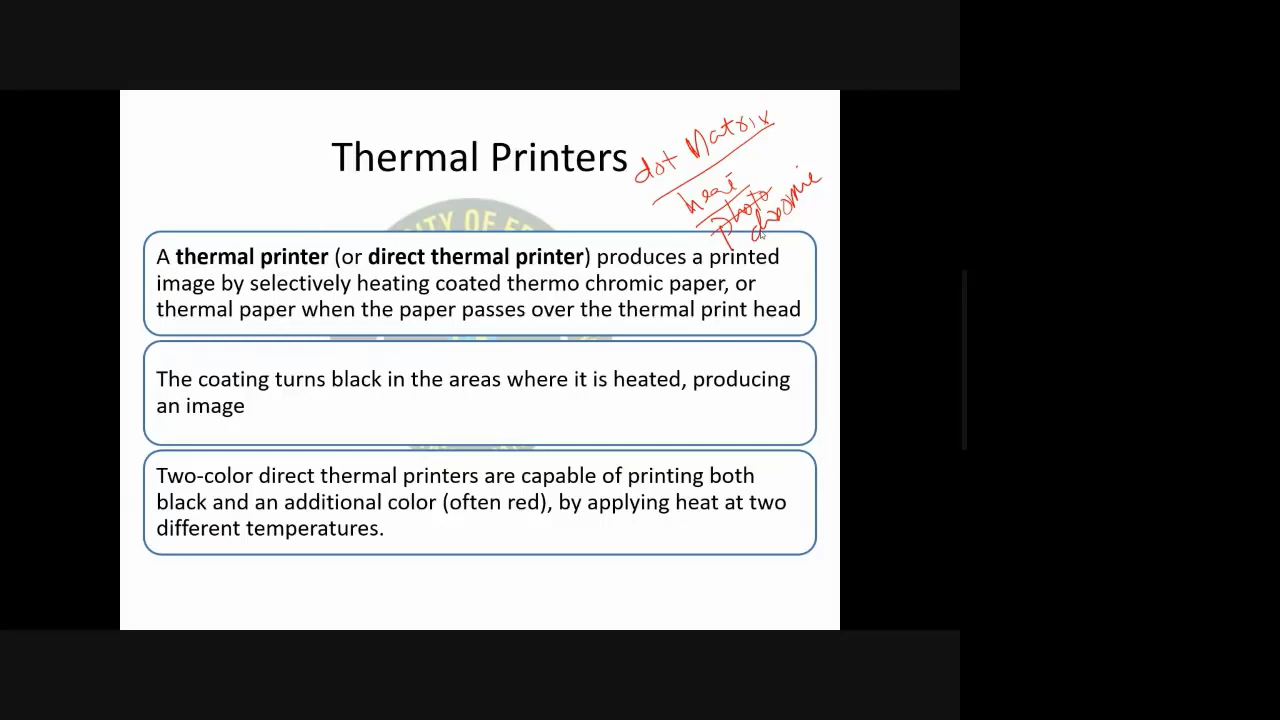 Thermal Printers
dot Matrix
heat
photo
chromic
A thermal printer (or direct thermal printer) produces a printed
image by selectively heating coated thermo chromic paper, or
thermal paper when the paper passes over the thermal print head
The coating turns black in the areas where it is heated, producing
an image
Two-color direct thermal printers are capable of printing both
black and an additional color (often red), by applying heat at two
different temperatures.